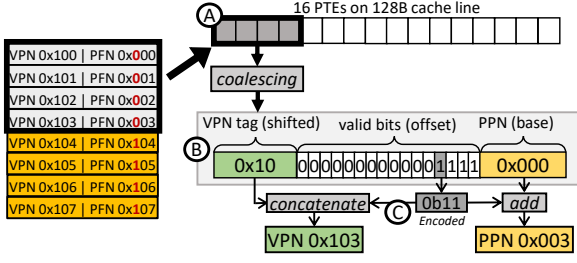 A
16 PTEs on 128B cache line
VPN 0x100 | PFN 0x000
VPN 0x101 | PFN 0x001
VPN 0x102 | PFN 0x002
VPN 0x103 | PFN 0x003
VPN 0x104 | PFN 0x104
VPN 0x105 | PFN 0x105
VPN 0x106 | PFN 0x106
VPN 0x107 | PFN 0x107
coalescing
VPN tag (shifted) valid bits (offset) PPN (base)
B 0x10 0000000000001111 0x000
concatenate C 0b11 add
Encoded
VPN 0x103 PPN 0x003